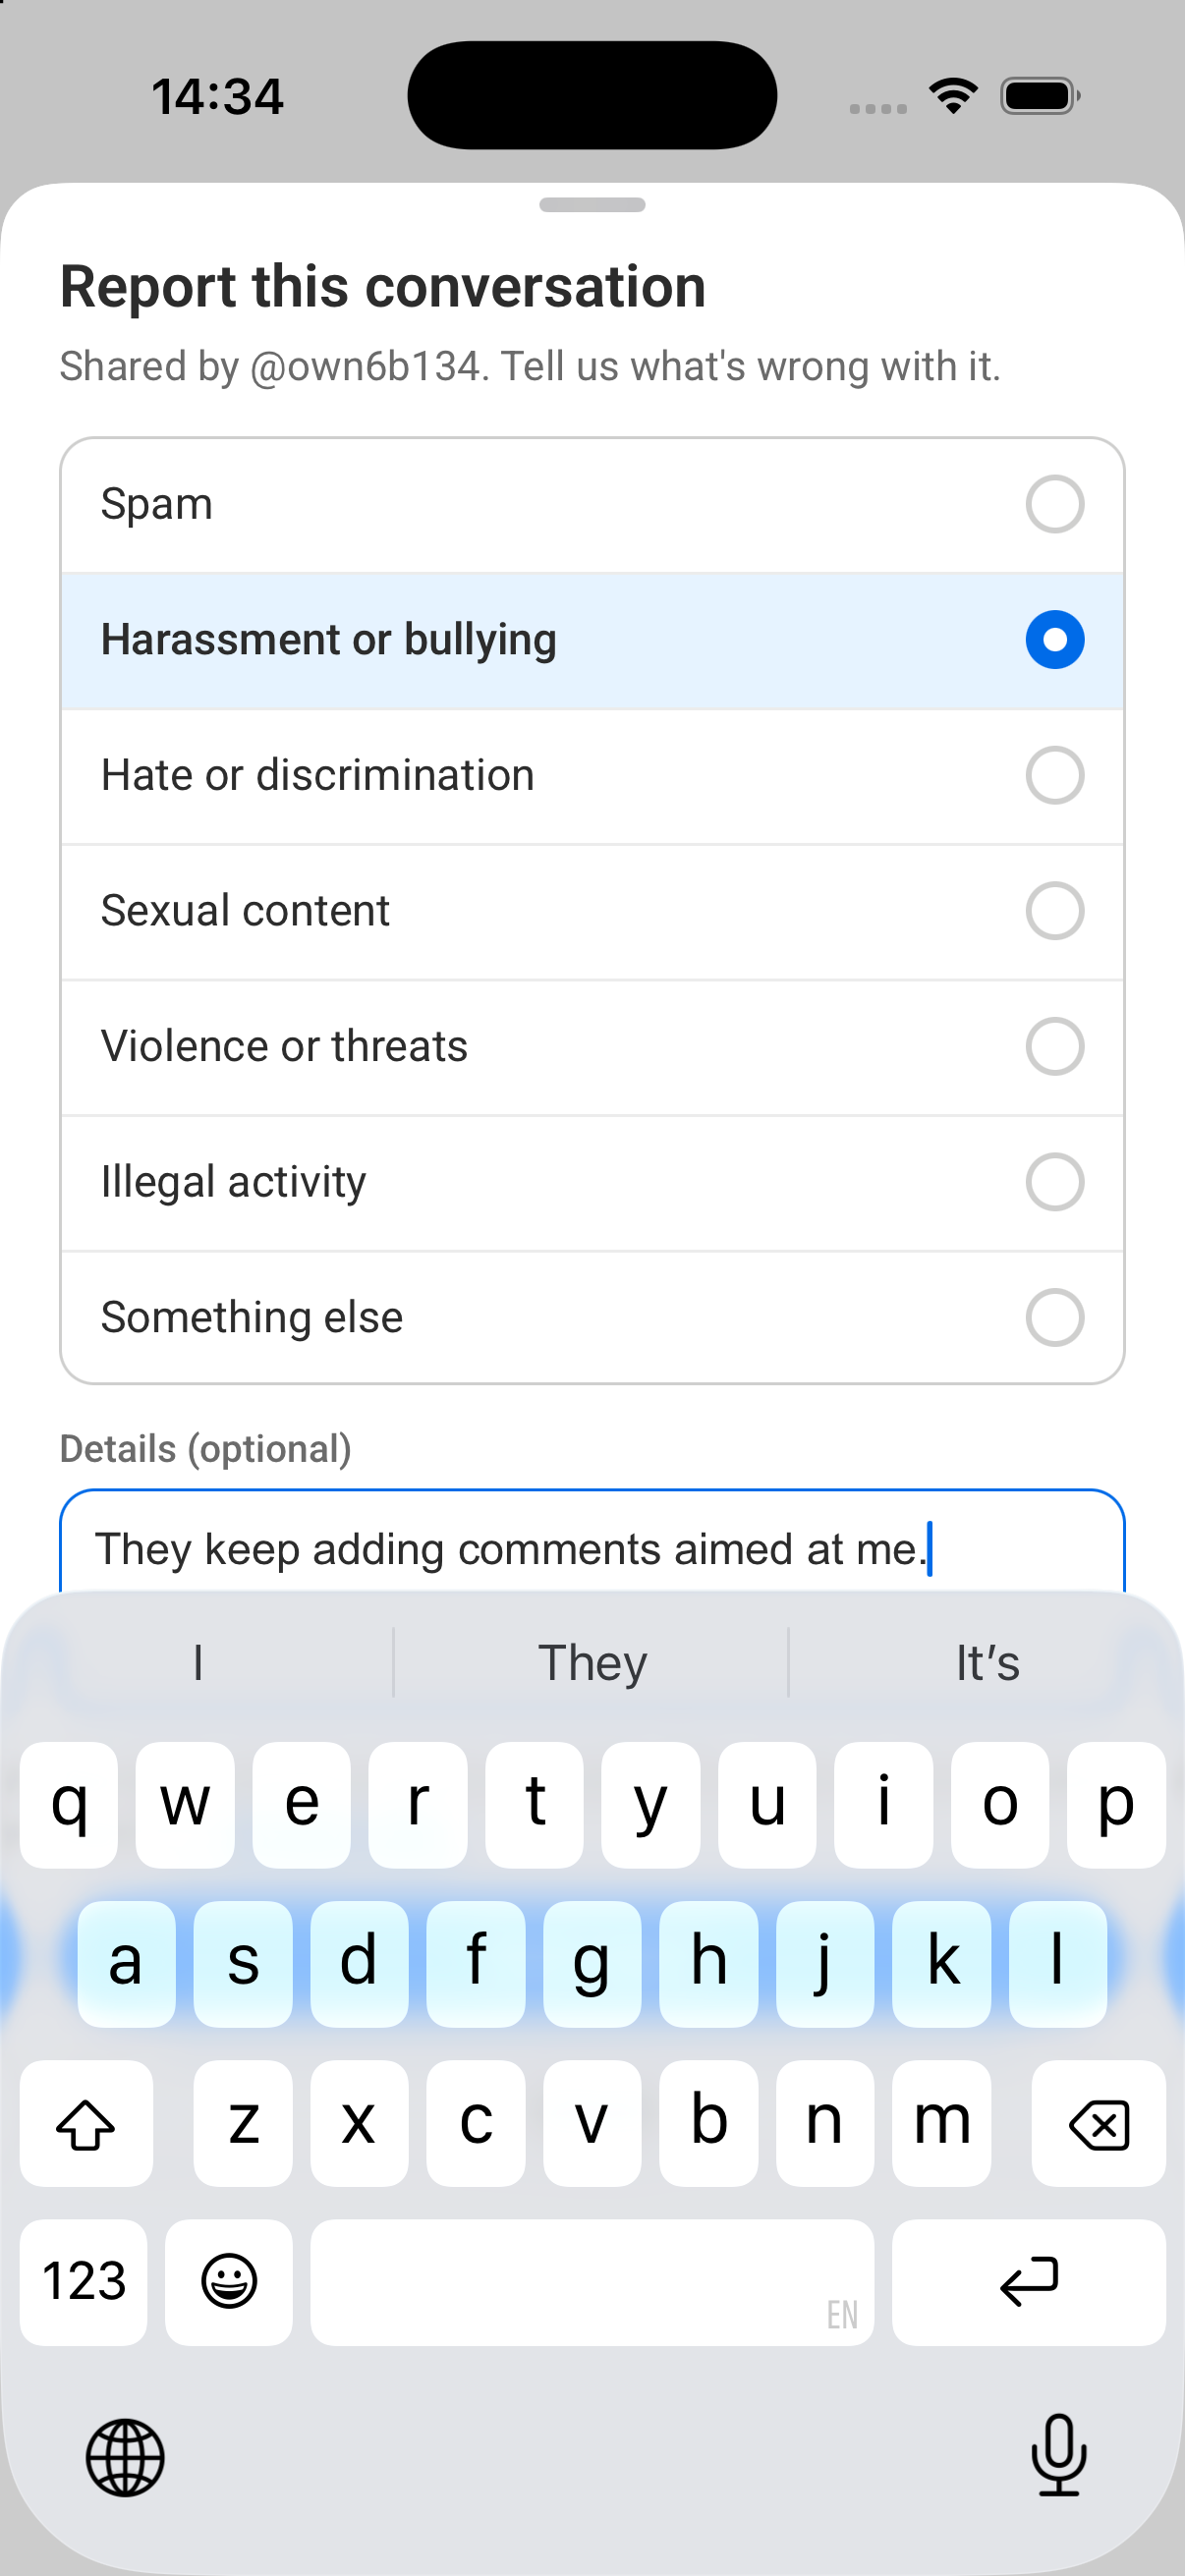 14:34
Report this conversation
Shared by @own6b134. Tell us what's wrong with it.
Spam
Harassment or bullying
Hate or discrimination
Sexual content
Violence or threats
Illegal activity
Something else
Details (optional)
They keep adding comments aimed at me.
I They It’s
q w e r t y u i o p
a s d f g h j k l
z x c v b n m
123 EN